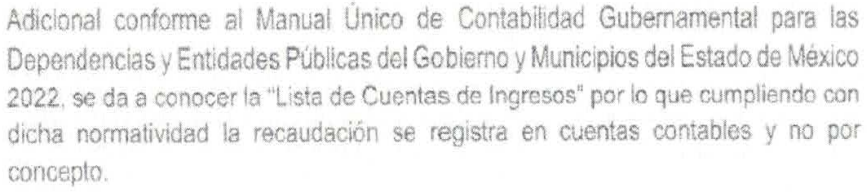 Adicional conforme al Manual Único de Contabilidad Gubernamental para las
Dependencias y Entidades Públicas del Gobierno y Municipios del Estado de México
2022, se da a conocer la "Lista de Cuentas de Ingresos" por lo que cumpliendo con
dicha normatividad la recaudación se registra en cuentas contables y no por
concepto.